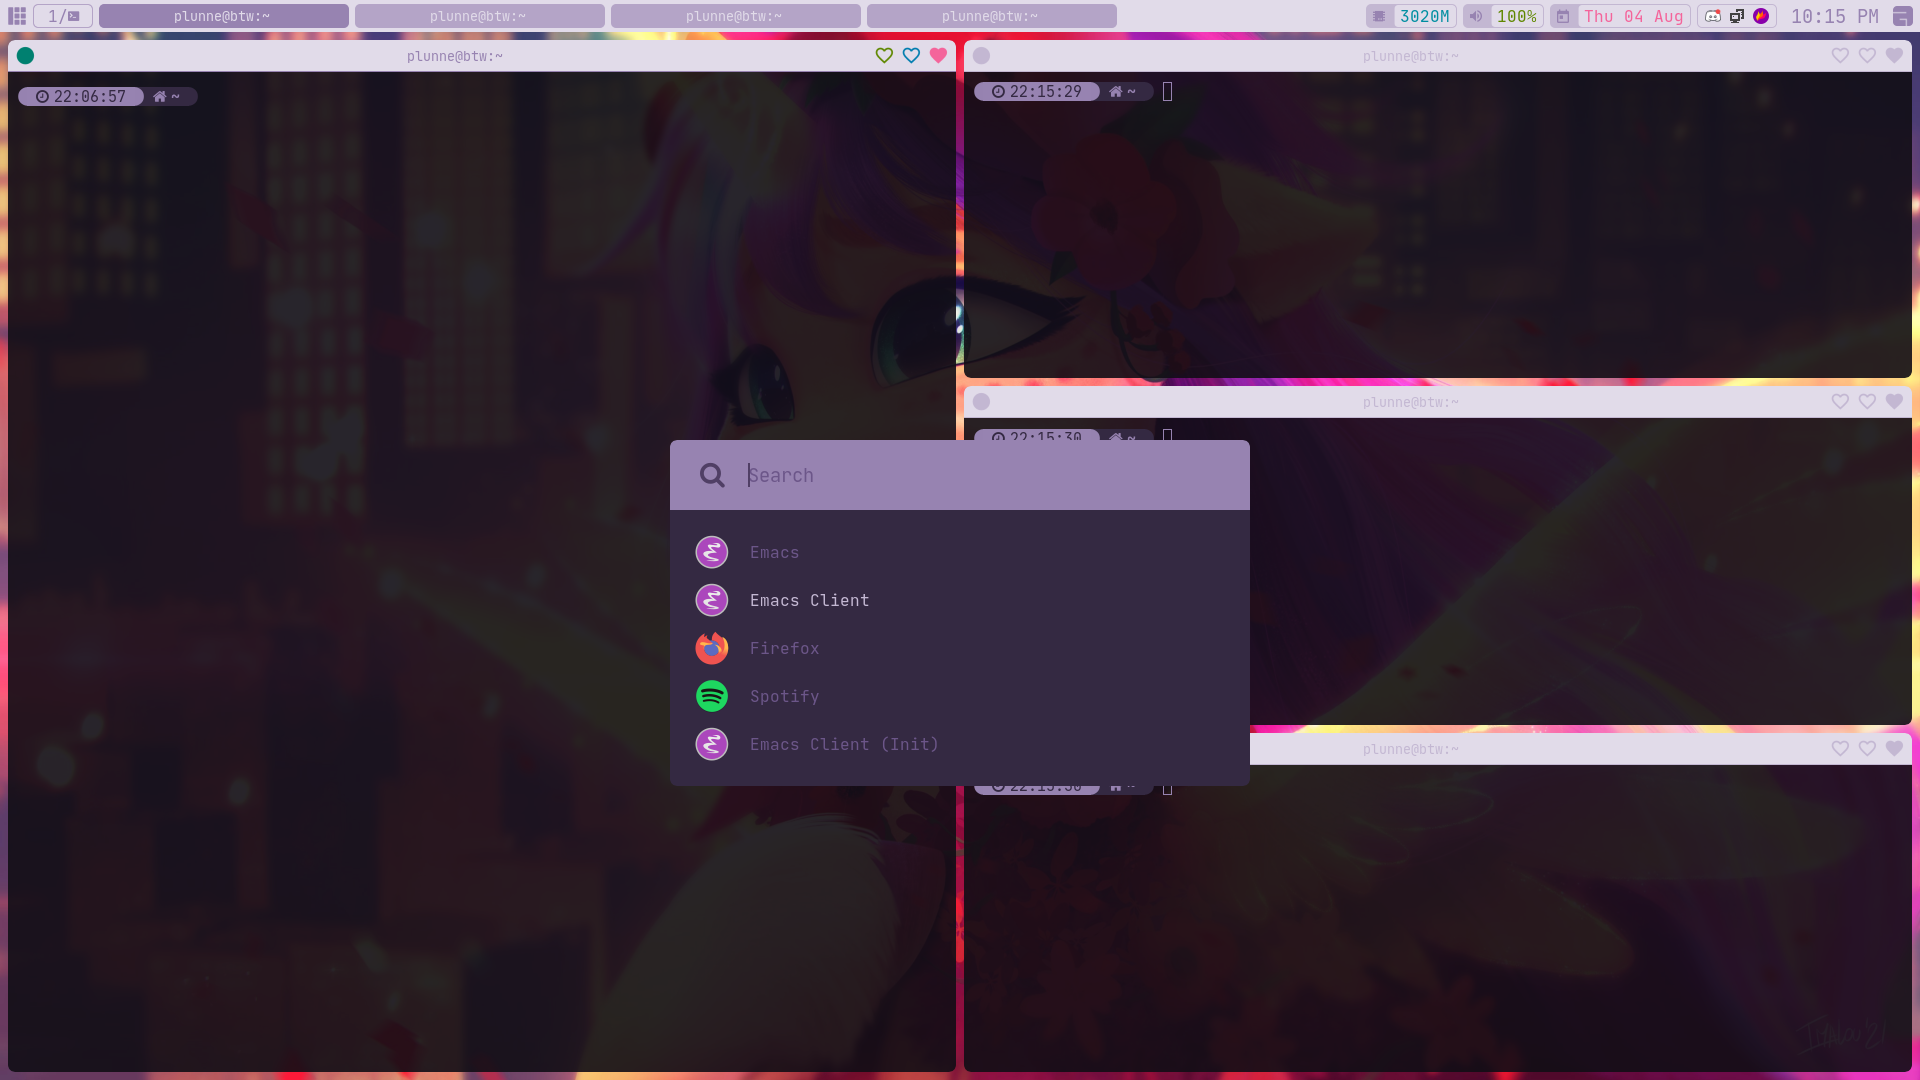 1/ plunne@btw:~ plunne@btw:~ plunne@btw:~ plunne@btw:~ 3020M 100% Thu 04 Aug 10:15 PM
plunne@btw:~
22:06:57 ~
plunne@btw:~
22:15:29 ~
plunne@btw:~
22:15:30 ~
Search
Emacs
Emacs Client
Firefox
Spotify
Emacs Client (Init)
plunne@btw:~
~